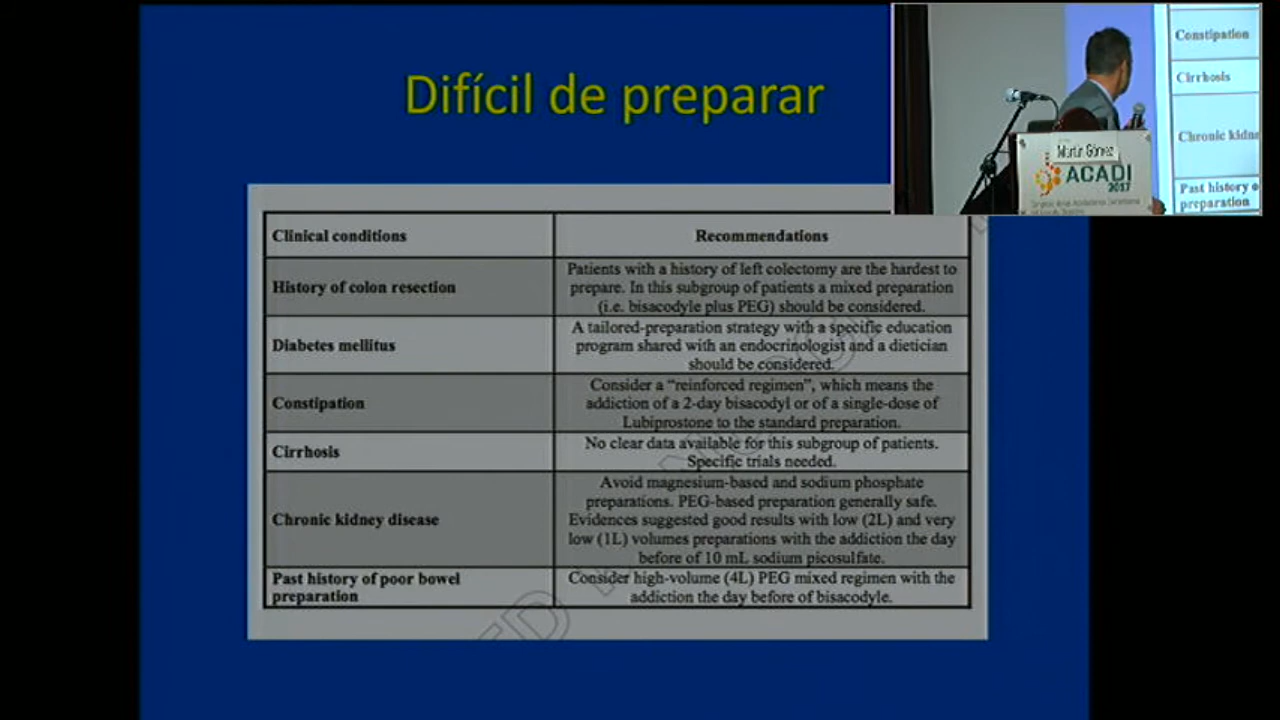 Difícil de preparar
Clinical conditions
Recommendations
History of colon resection
Patients with a history of left colectomy are the hardest to
prepare. In this subgroup of patients a mixed preparation
(i.e. bisacodyle plus PEG) should be considered.
Diabetes mellitus
A tailored-preparation strategy with a specific education
program shared with an endocrinologist and a dietician
should be considered.
Constipation
Consider a “reinforced regimen”, which means the
addiction of a 2-day bisacodyl or of a single-dose of
Lubiprostone to the standard preparation.
Cirrhosis
No clear data available for this subgroup of patients.
Specific trials needed.
Chronic kidney disease
Avoid magnesium-based and sodium phosphate
preparations. PEG-based preparation generally safe.
Evidences suggested good results with low (2L) and very
low (1L) volumes preparations with the addiction the day
before of 10 mL sodium picosulfate.
Past history of poor bowel
preparation
Consider high-volume (4L) PEG mixed regimen with the
addiction the day before of bisacodyle.
Constipation
Cirrhosis
Chronic kidne
Past history o
preparation
Martín Gómez
ACADI
2017